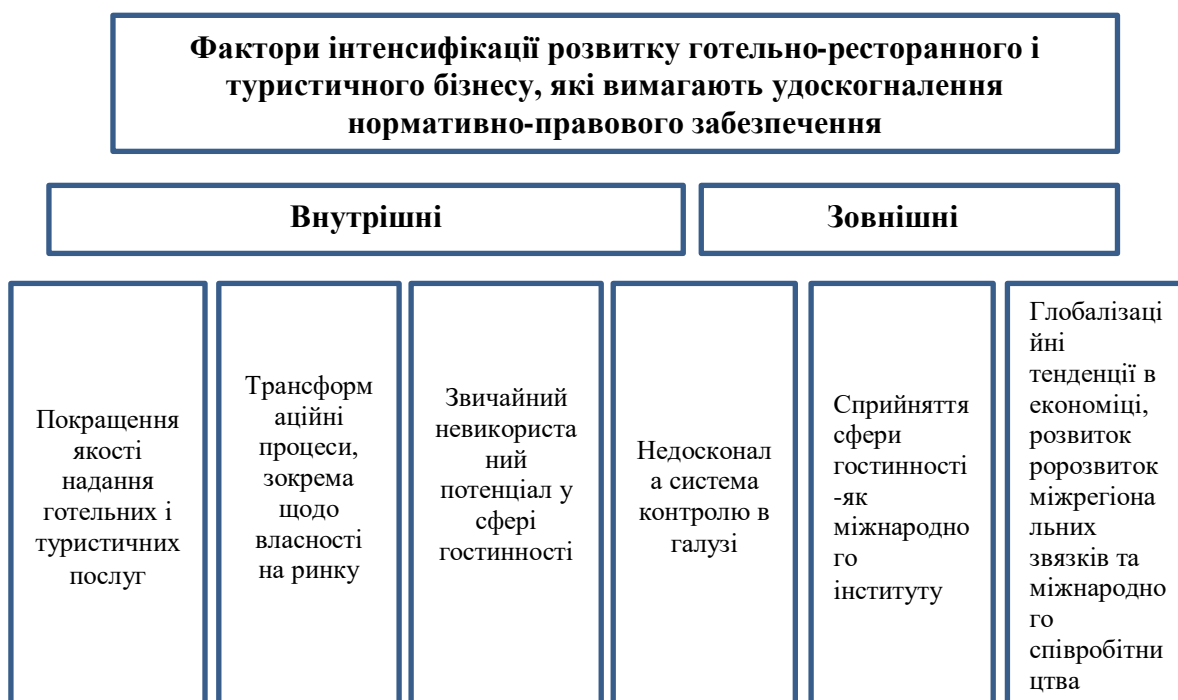 Фактори інтенсифікації розвитку готельно-ресторанного і
туристичного бізнесу, які вимагають удоскогналення
нормативно-правового забезпечення
Внутрішні
Зовнішні
Покращення
якості
надання
готельних і
туристичних
послуг
Трансформ
аційні
процеси,
зокрема
щодо
власності
на ринку
Звичайний
невикориста
ний
потенціал у
сфері
гостинності
Недосконал
а система
контролю в
галузі
Сприйняття
сфери
гостинності
-як
міжнародно
го
інституту
Глобалізаці
йні
тенденції в
економіці,
розвиток
ророзвиток
міжрегіона
льних
звязків та
міжнародно
го
співробітни
цтва